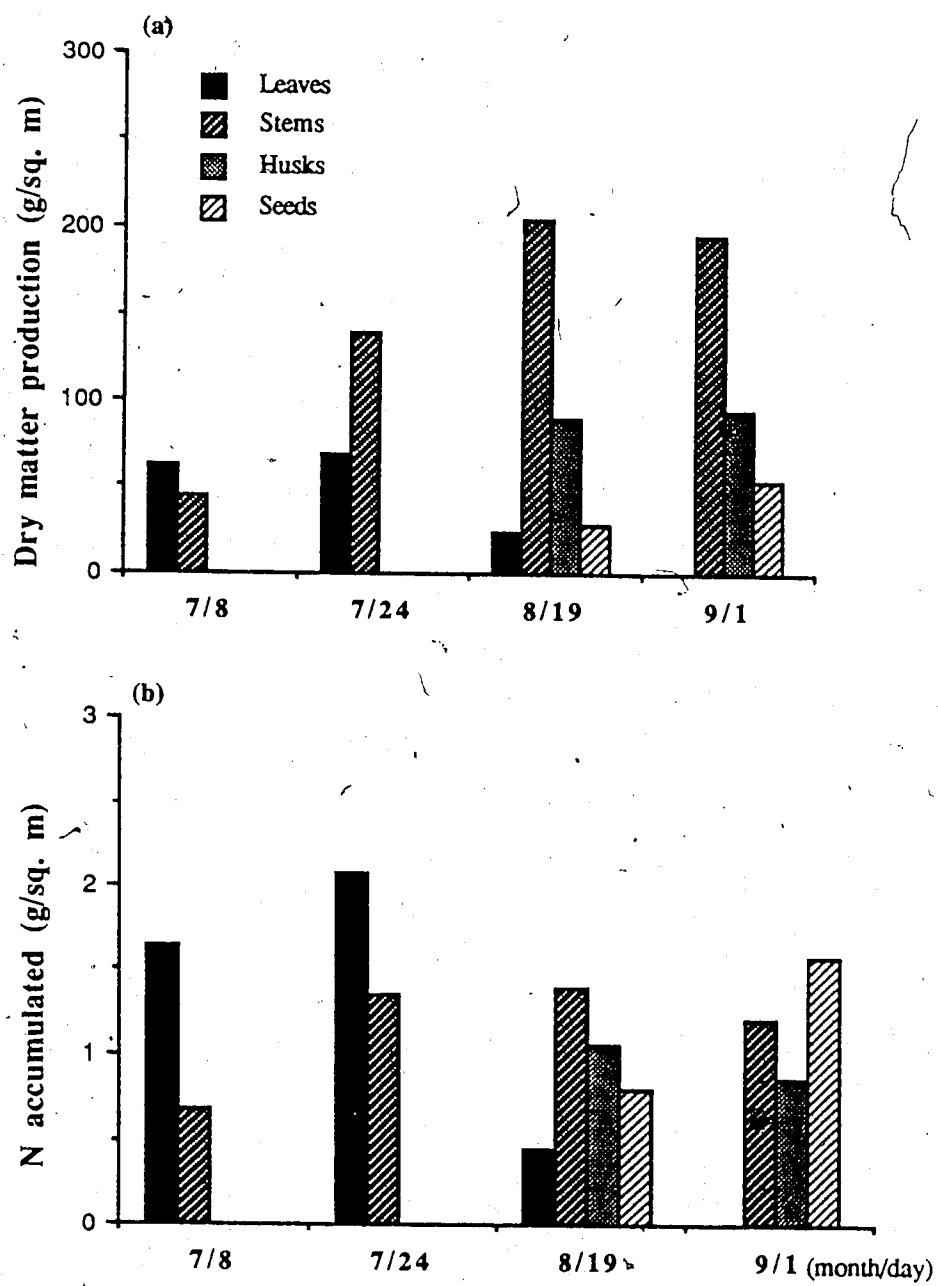 (a)
300
200
100
0
Dry matter production (g/sq. m)
Leaves
Stems
Husks
Seeds
7/8 7/24 8/19 9/1
(b)
3
2
1
0
N accumulated (g/sq. m)
7/8 7/24 8/19 9/1 (month/day)